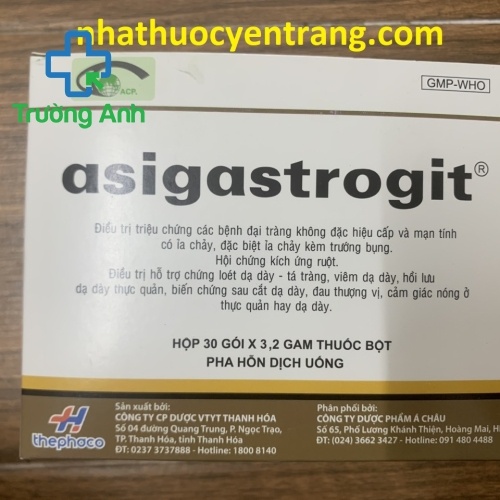 nhathuocyentrang.com
ACP.
Trường Anh
GMP-WHO
asigastrogit®
Điều trị triệu chứng các bệnh đại tràng không đặc hiệu cấp và mạn tính
có ỉa chảy, đặc biệt ỉa chảy kèm trướng bụng.
Hội chứng kích ứng ruột.
Điều trị hỗ trợ chứng loét dạ dày - tá tràng, viêm dạ dày, hồi lưu
dạ dày thực quản, biến chứng sau cắt dạ dày, đau thượng vị, cảm giác nóng ở
thực quản hay dạ dày.
HỘP 30 GÓI X 3,2 GAM THUỐC BỘT
PHA HỖN DỊCH UỐNG
thephaco
Sản xuất bởi:
CÔNG TY CP DƯỢC VTYT THANH HÓA
Số 04 đường Quang Trung, P. Ngọc Trạo,
TP. Thanh Hóa, tỉnh Thanh Hóa
ĐT: 0237 3737888 - Hotline: 1800 8140
Phân phối bởi:
CÔNG TY DƯỢC PHẨM Á CHÂU
Số 65, Phố Lương Khánh Thiện, Hoàng Mai,
ĐT: (024) 3662 3427 - Hotline: 091 480 4488